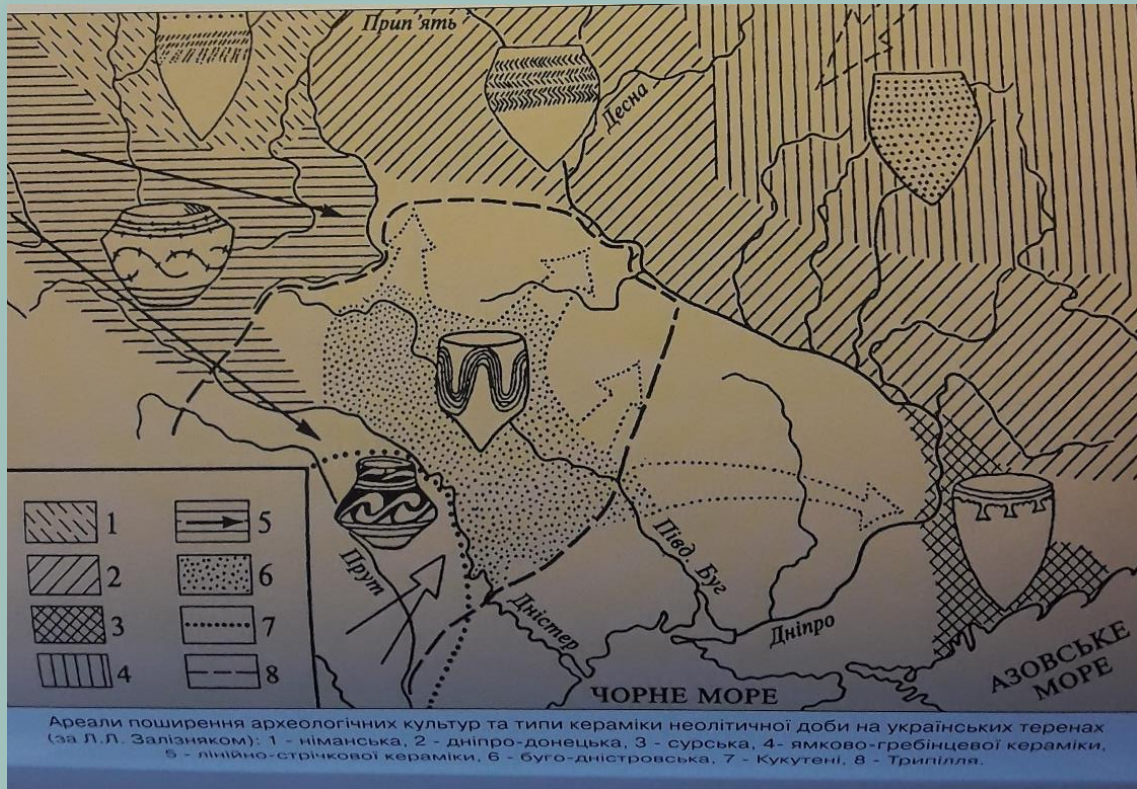 Прип'ять
Десна
Прут
Дністер
Півд. Буг
Дніпро
ЧОРНЕ МОРЕ
АЗОВСЬКЕ
МОРЕ
1
2
3
4
5
6
7
8
Ареали поширення археологічних культур та типи кераміки неолітичної доби на українських теренах
(за Л.Л. Залізняком): 1 - німанська, 2 - дніпро-донецька, 3 - сурська, 4- ямково-гребінцевої кераміки,
5 - лінійно-стрічкової кераміки, 6 - буго-дністровська, 7 - Кукутені, 8 - Трипілля.